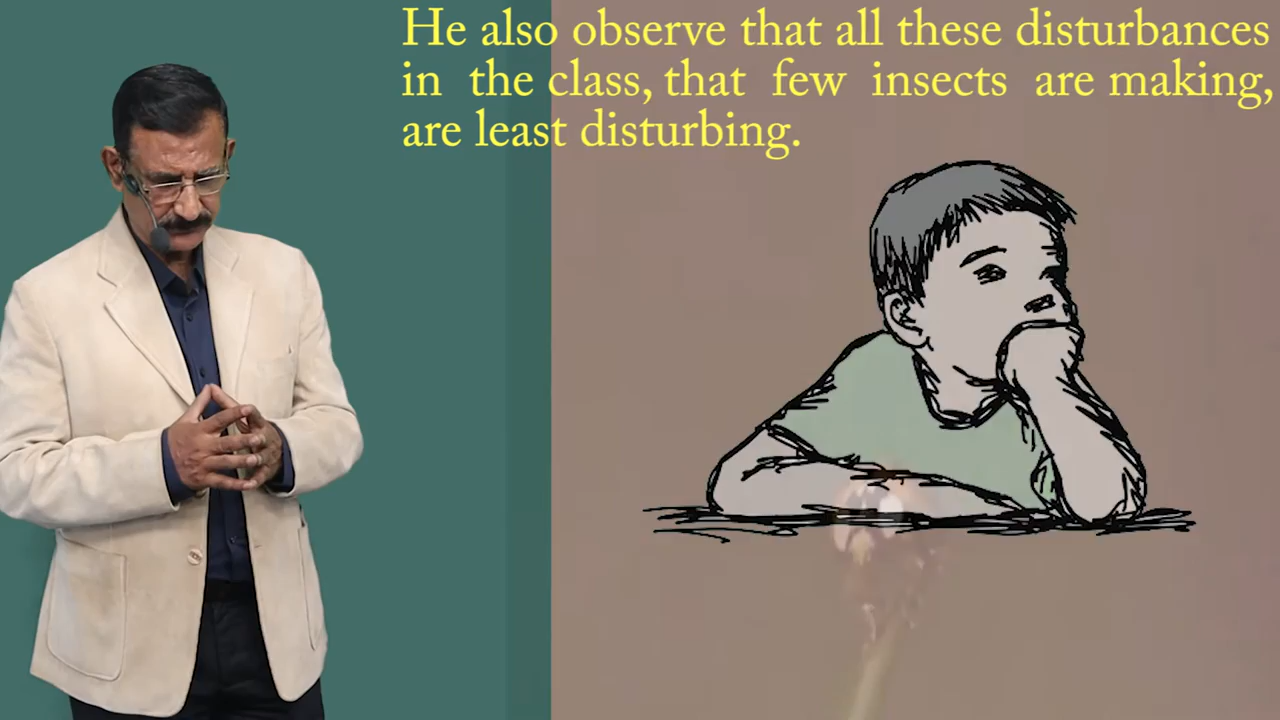 He also observe that all these disturbances
in the class, that few insects are making,
are least disturbing.